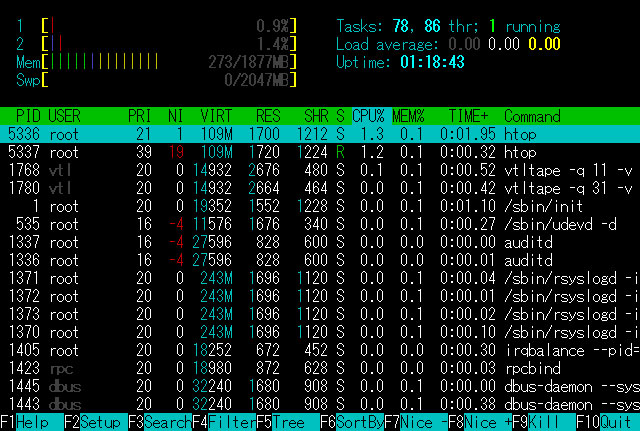 1 [| 0.9%] Tasks: 78, 86 thr; 1 running
2 [|| 1.4%] Load average: 0.00 0.00 0.00
Mem[|||||||||||||||||| 273/1877MB] Uptime: 01:18:43
Swp[ 0/2047MB]
PID USER PRI NI VIRT RES SHR S CPU% MEM% TIME+ Command
5336 root 21 1 109M 1700 1212 S 1.3 0.1 0:01.95 htop
5337 root 39 19 109M 1720 1224 R 1.2 0.1 0:00.32 htop
1768 vtl 20 0 14932 2676 480 S 0.1 0.1 0:00.52 vtltape -q 11 -v
1780 vtl 20 0 14932 2664 464 S 0.0 0.1 0:00.52 vtltape -q 31 -v
1 root 20 0 19352 1552 1228 S 0.0 0.1 0:01.10 /sbin/init
535 root 16 -4 11576 1676 340 S 0.0 0.1 0:00.27 /sbin/udevd -d
1337 root 16 -4 27596 828 600 S 0.0 0.0 0:00.00 auditd
1336 root 16 -4 27596 828 600 S 0.0 0.0 0:00.01 auditd
1371 root 20 0 243M 1696 1120 S 0.0 0.1 0:00.04 /sbin/rsyslogd -i
1372 root 20 0 243M 1696 1120 S 0.0 0.1 0:00.01 /sbin/rsyslogd -i
1373 root 20 0 243M 1696 1120 S 0.0 0.1 0:00.02 /sbin/rsyslogd -i
1370 root 20 0 243M 1696 1120 S 0.0 0.1 0:00.10 /sbin/rsyslogd -i
1405 root 20 0 18252 672 452 S 0.0 0.0 0:00.30 irqbalance --pid=
1423 rpc 20 0 18980 872 628 S 0.0 0.0 0:00.01 rpcbind
1445 dbus 20 0 32240 1680 908 S 0.0 0.1 0:00.00 dbus-daemon --sys
1443 dbus 20 0 32240 1680 908 S 0.0 0.1 0:00.38 dbus-daemon --sys
F1Help F2Setup F3SearchF4FilterF5Tree F6SortByF7Nice -F8Nice +F9Kill F10Quit